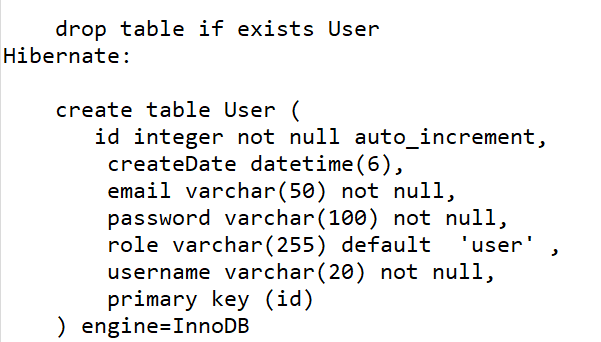 drop table if exists User
Hibernate:
create table User (
id integer not null auto_increment,
createDate datetime(6),
email varchar(50) not null,
password varchar(100) not null,
role varchar(255) default  'user' ,
username varchar(20) not null,
primary key (id)
) engine=InnoDB